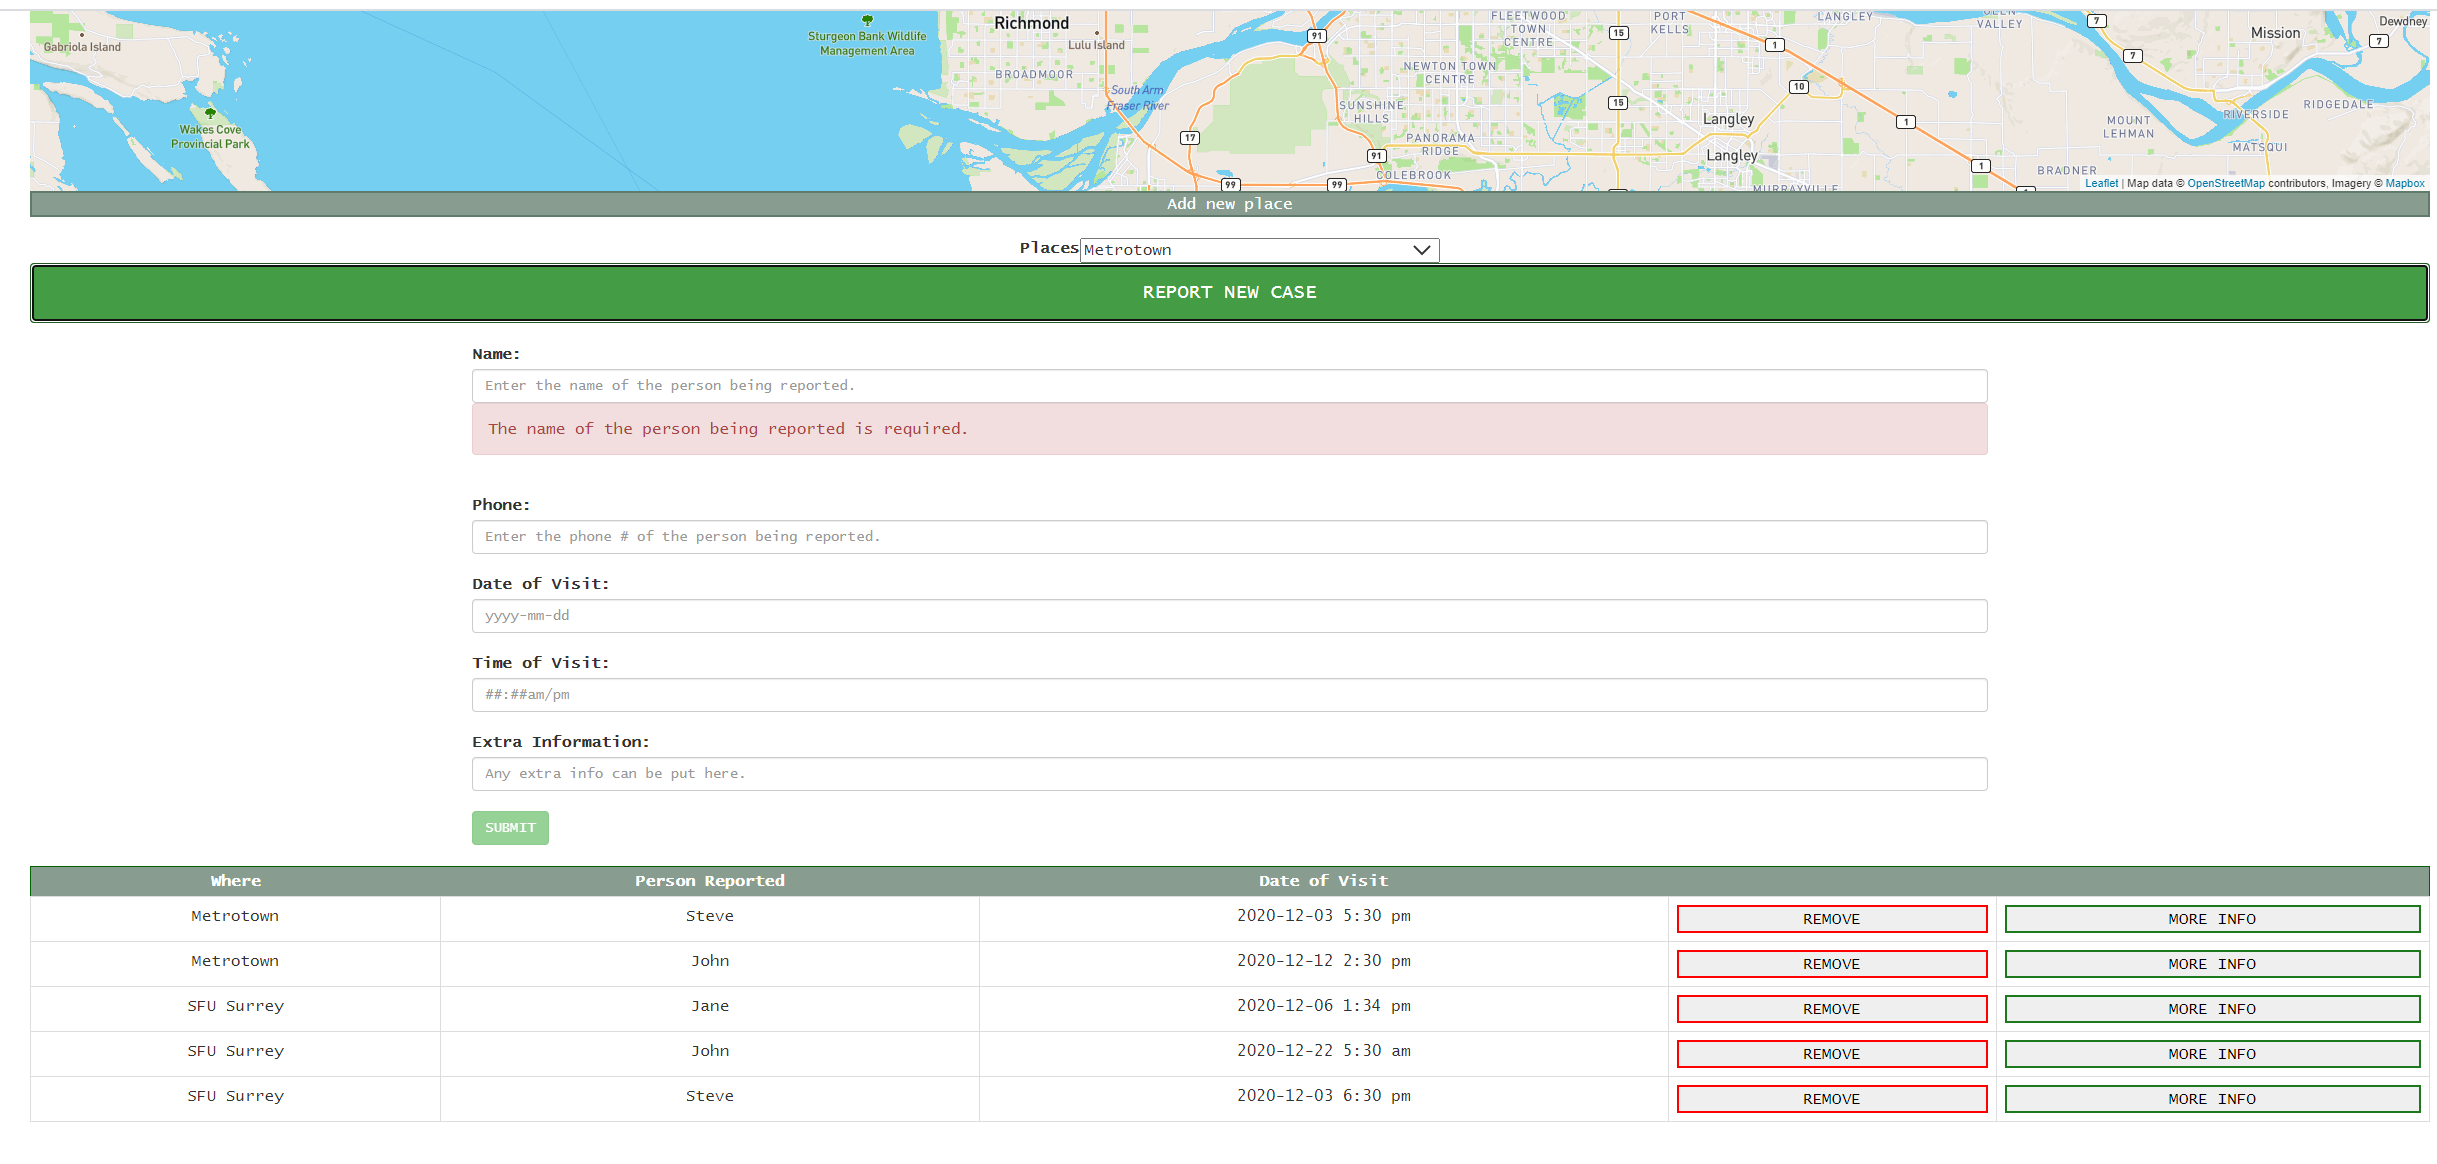 Richmond
Lulu Island
Gabriola Island
Sturgeon Bank Wildlife
Management Area
BROADMOOR
South Arm
Fraser River
Wakes Cove
Provincial Park
FLEETWOOD
TOWN
CENTRE
PORT
KELLS
LANGLEY
VALLEY
Dewdney
Mission
91
15
1
7
7
7
NEWTON TOWN
CENTRE
10
15
SUNSHINE
HILLS
Langley
1
MOUNT
LEHMAN
RIVERSIDE
RIDGEDALE
MATSQUI
17
PANORAMA
RIDGE
91
Langley
1
BRADNER
COLEBROOK
99
99
MURRAYVILLE
Leaflet | Map data © OpenStreetMap contributors, Imagery © Mapbox
Add new place
Places Metrotown
REPORT NEW CASE
Name:
Enter the name of the person being reported.
The name of the person being reported is required.
Phone:
Enter the phone # of the person being reported.
Date of Visit:
yyyy-mm-dd
Time of Visit:
##:##am/pm
Extra Information:
Any extra info can be put here.
SUBMIT
Where Person Reported Date of Visit
Metrotown Steve 2020-12-03 5:30 pm REMOVE MORE INFO
Metrotown John 2020-12-12 2:30 pm REMOVE MORE INFO
SFU Surrey Jane 2020-12-06 1:34 pm REMOVE MORE INFO
SFU Surrey John 2020-12-22 5:30 am REMOVE MORE INFO
SFU Surrey Steve 2020-12-03 6:30 pm REMOVE MORE INFO